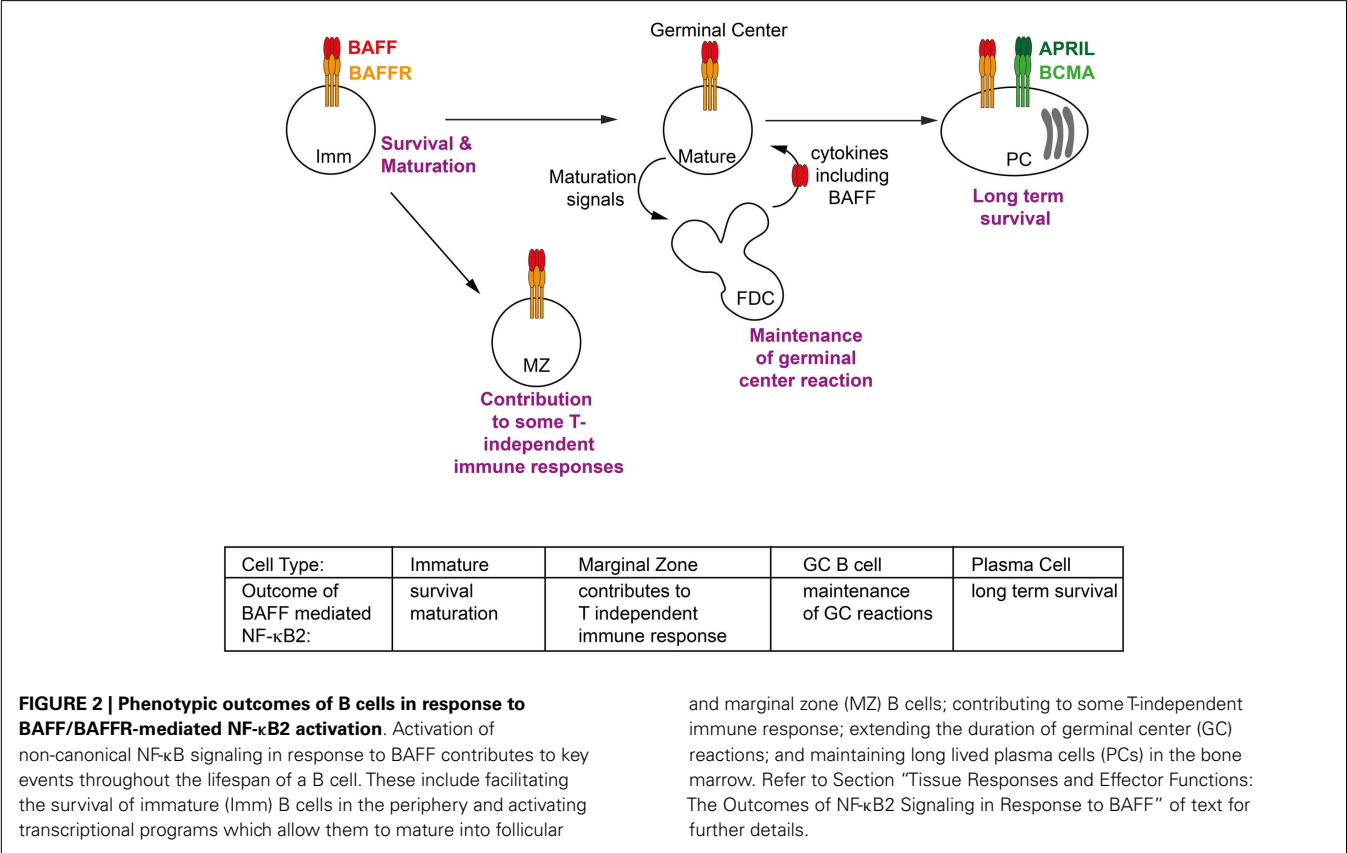 Germinal Center
BAFF
BAFFR
APRIL
BCMA
Imm
Survival &
Maturation
Mature
Maturation
signals
cytokines
including
BAFF
PC
Long term
survival
FDC
Maintenance
of germinal
center reaction
MZ
Contribution
to some T-
independent
immune responses
Cell Type: Immature Marginal Zone GC B cell Plasma Cell
Outcome of survival contributes to maintenance long term survival
BAFF mediated maturation T independent of GC reactions
NF-κB2: immune response
FIGURE 2 | Phenotypic outcomes of B cells in response to
BAFF/BAFFR-mediated NF-κB2 activation. Activation of
non-canonical NF-κB signaling in response to BAFF contributes to key
events throughout the lifespan of a B cell. These include facilitating
the survival of immature (Imm) B cells in the periphery and activating
transcriptional programs which allow them to mature into follicular
and marginal zone (MZ) B cells; contributing to some T-independent
immune response; extending the duration of germinal center (GC)
reactions; and maintaining long lived plasma cells (PCs) in the bone
marrow. Refer to Section “Tissue Responses and Effector Functions:
The Outcomes of NF-κB2 Signaling in Response to BAFF” of text for
further details.